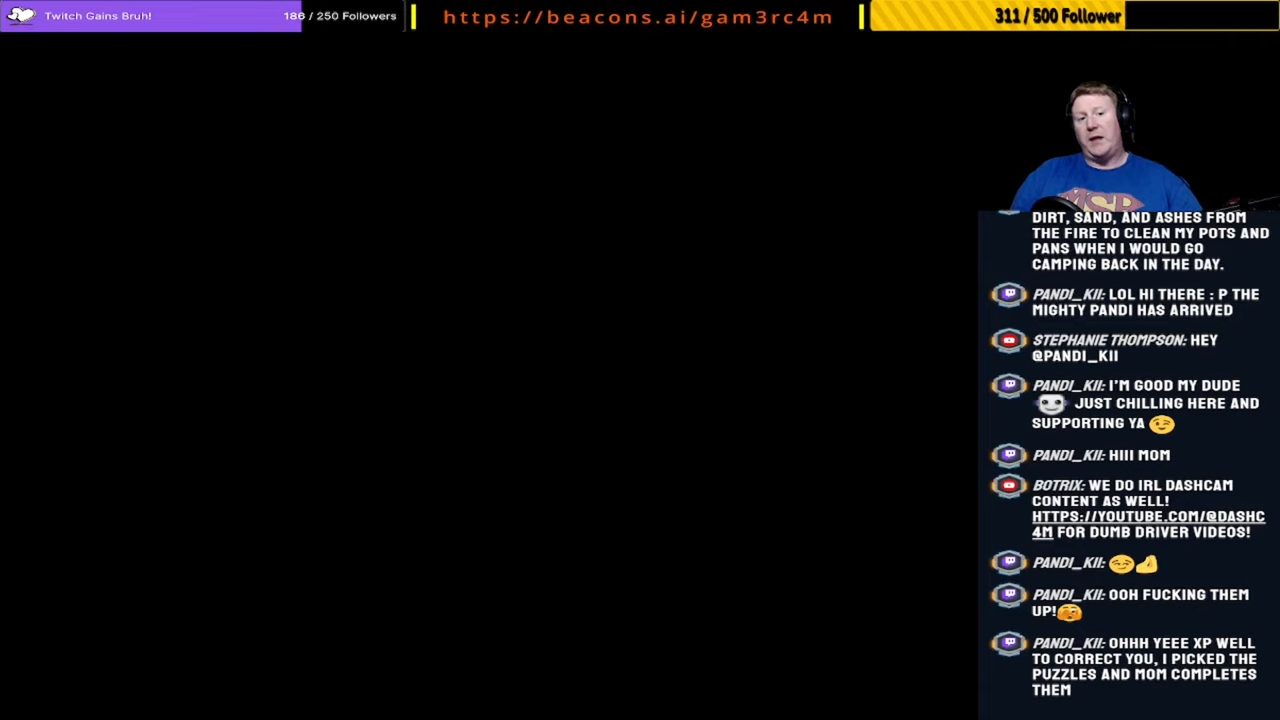 Twitch Gains Bruh!
186 / 250 Followers
https://beacons.ai/gam3rc4m
311 / 500 Follower
DIRT, SAND, AND ASHES FROM
THE FIRE TO CLEAN MY POTS AND
PANS WHEN I WOULD GO
CAMPING BACK IN THE DAY.
PANDI_KII: LOL HI THERE : P THE
MIGHTY PANDI HAS ARRIVED
STEPHANIE THOMPSON: HEY
@PANDI_KII
PANDI_KII: I'M GOOD MY DUDE
JUST CHILLING HERE AND
SUPPORTING YA
PANDI_KII: HIII MOM
BOTRIX: WE DO IRL DASHCAM
CONTENT AS WELL!
HTTPS://YOUTUBE.COM/@DASHC
4M FOR DUMB DRIVER VIDEOS!
PANDI_KII:
PANDI_KII: OOH FUCKING THEM
UP!
PANDI_KII: OHHH YEEE XP WELL
TO CORRECT YOU, I PICKED THE
PUZZLES AND MOM COMPLETES
THEM